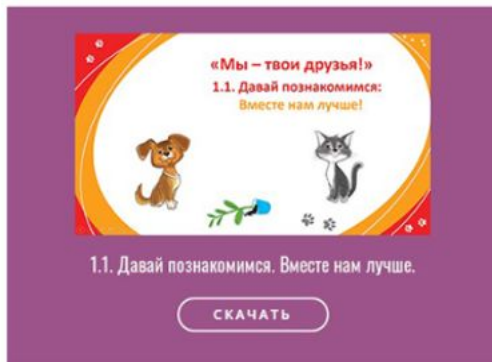 «Мы – твои друзья!»
1.1. Давай познакомимся:
Вместе нам лучше!
1.1. Давай познакомимся. Вместе нам лучше.
СКАЧАТЬ